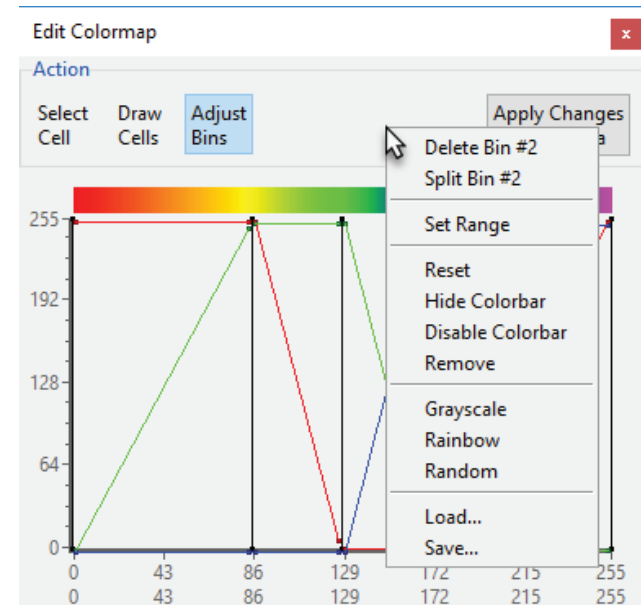 Edit Colormap
x
Action
Select
Cell
Draw
Cells
Adjust
Bins
Apply Changes
a
Delete Bin #2
Split Bin #2
Set Range
Reset
Hide Colorbar
Disable Colorbar
Remove
Grayscale
Rainbow
Random
Load...
Save...
255
192
128
64
0
0 43 86 129 172 215 255
0 43 86 129 172 215 255